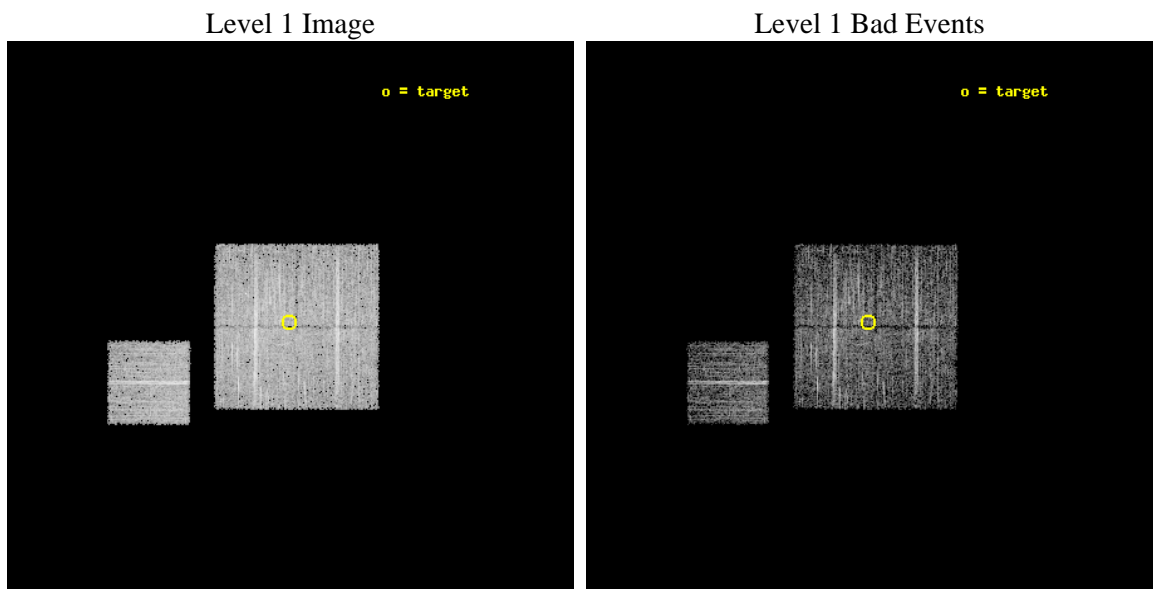 Level 1 Image
Level 1 Bad Events
o = target
o = target